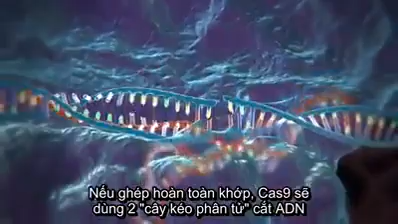 Nếu ghép hoàn toàn khớp, Cas9 sẽ
dùng 2 "cây kéo phân tử" cắt ADN